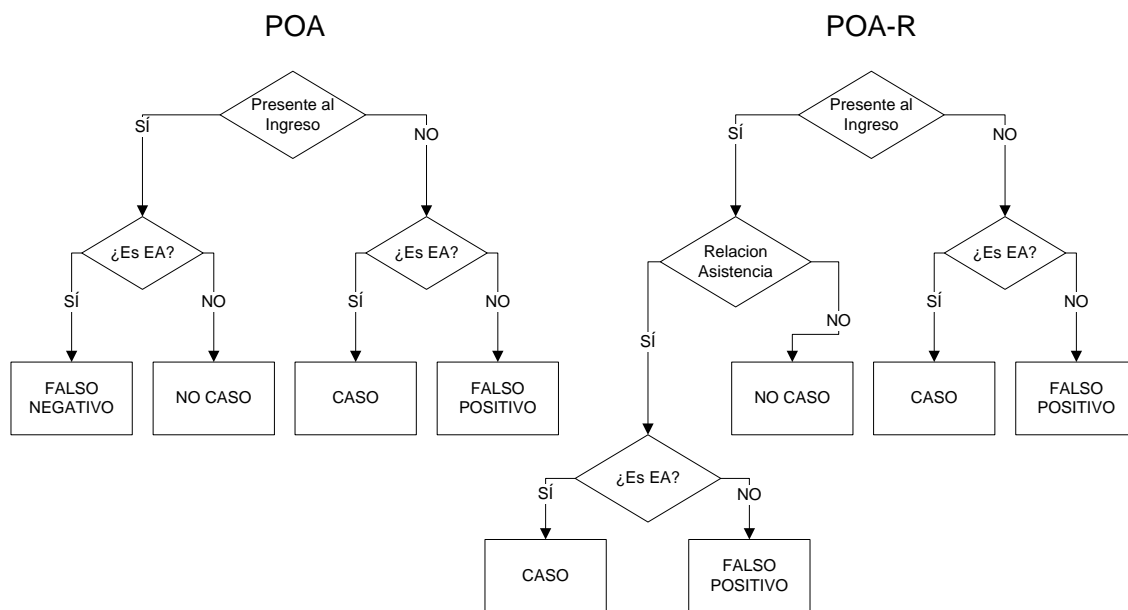 POA
POA-R
Presente al
Ingreso
Presente al
Ingreso
SÍ
NO
SÍ
NO
¿Es EA?
¿Es EA?
Relacion
Asistencia
¿Es EA?
SÍ
NO
SÍ
NO
SÍ
NO
SÍ
NO
FALSO
NEGATIVO
NO CASO
CASO
FALSO
POSITIVO
NO CASO
CASO
FALSO
POSITIVO
¿Es EA?
SÍ
NO
CASO
FALSO
POSITIVO